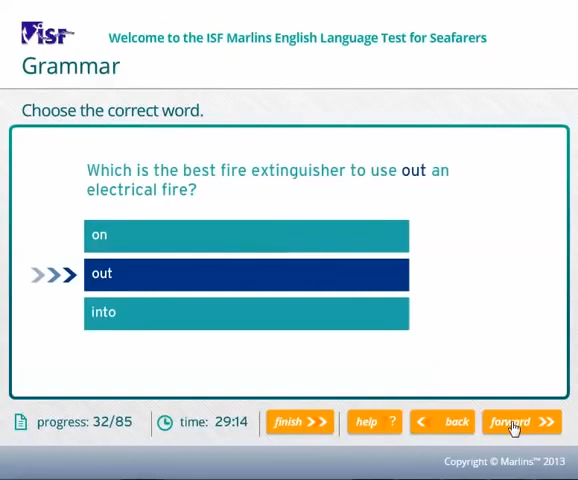 ISF
Welcome to the ISF Marlins English Language Test for Seafarers
Grammar
Choose the correct word.
Which is the best fire extinguisher to use out an
electrical fire?
on
out
into
progress: 32/85
time: 29:14
finish >>
help ?
< back
forward >>
Copyright © Marlins™ 2013